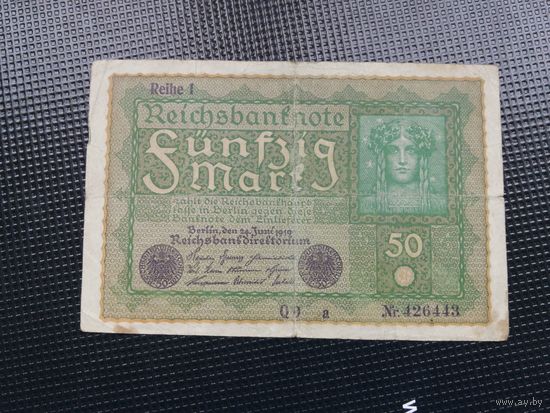 Reihe 1
Reichsbanknote
Fünfzig
Mark
zahlt die Reichsbankhaupt
kasse in Berlin gegen diese
Banknote dem Einlieferer
Berlin, den 24. Juni 1919
Reichsbankdirektorium
50
a
Nr. 426443
www.ay.by